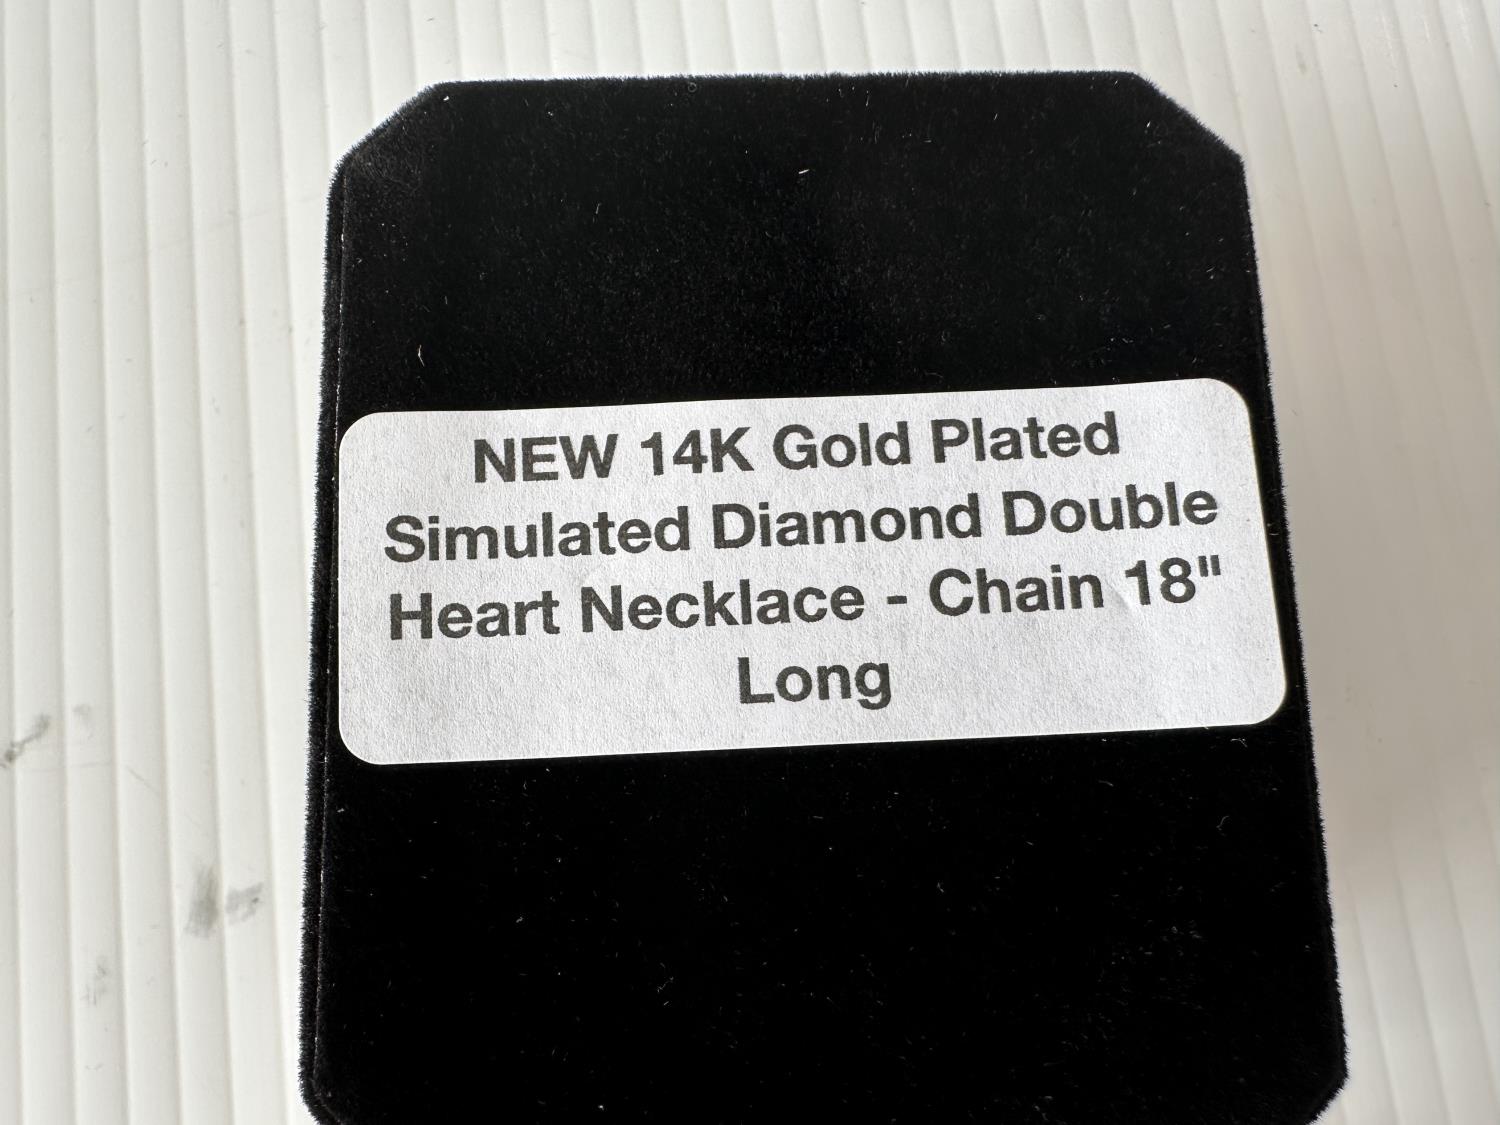 NEW 14K Gold Plated
Simulated Diamond Double
Heart Necklace - Chain 18"
Long